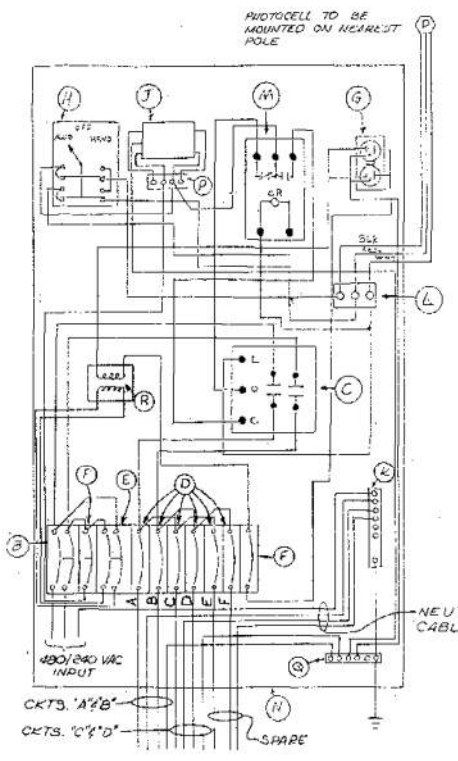 PHOTOCELL TO BE
MOUNTED ON NEAREST
POLE
P
H
J
M
G
OFF
HAND
P
CR
BLK
L
R
L
O
C
C
K
F
E
D
B
F
A
B
C
D
E
F
NEU
CABL
480/240 VAC
INPUT
Q
N
CKTS. "A"&"B"
CKTS. "C"&"D"
SPARE